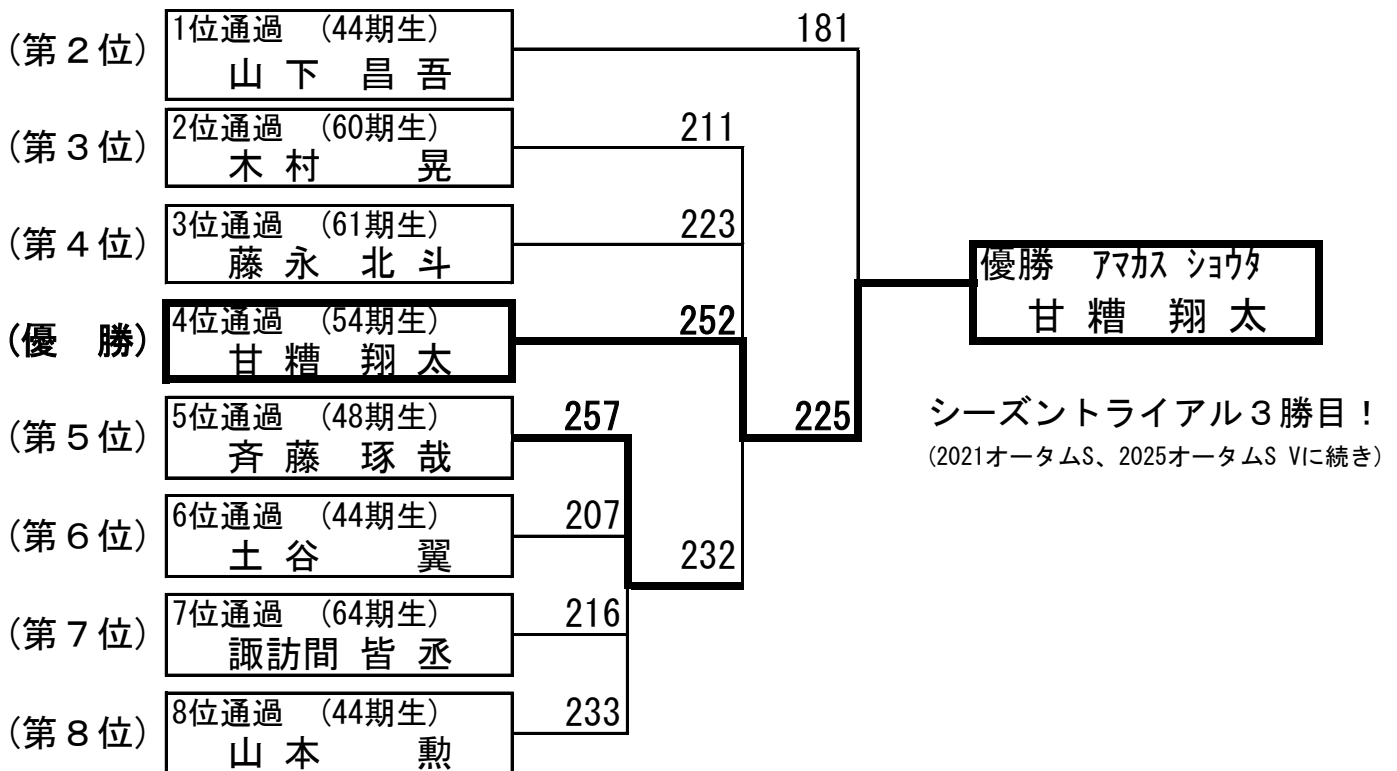 (第２位)
1位通過　(44期生)
山 下　昌 吾
181
(第３位)
2位通過　(60期生)
木 村　　晃
211
(第４位)
3位通過　(61期生)
藤 永　北 斗
223
(優　勝)
4位通過　(54期生)
甘 糟　翔 太
252
優勝　ｱﾏｶｽ ｼｮｳﾀ
甘 糟　翔 太
(第５位)
5位通過　(48期生)
斉 藤　琢 哉
257
225
シーズントライアル３勝目！
(2021オータムS、2025オータムS Vに続き)
(第６位)
6位通過　(44期生)
土 谷　　翼
207
232
(第７位)
7位通過　(64期生)
諏訪間 皆 丞
216
(第８位)
8位通過　(44期生)
山 本　　勲
233